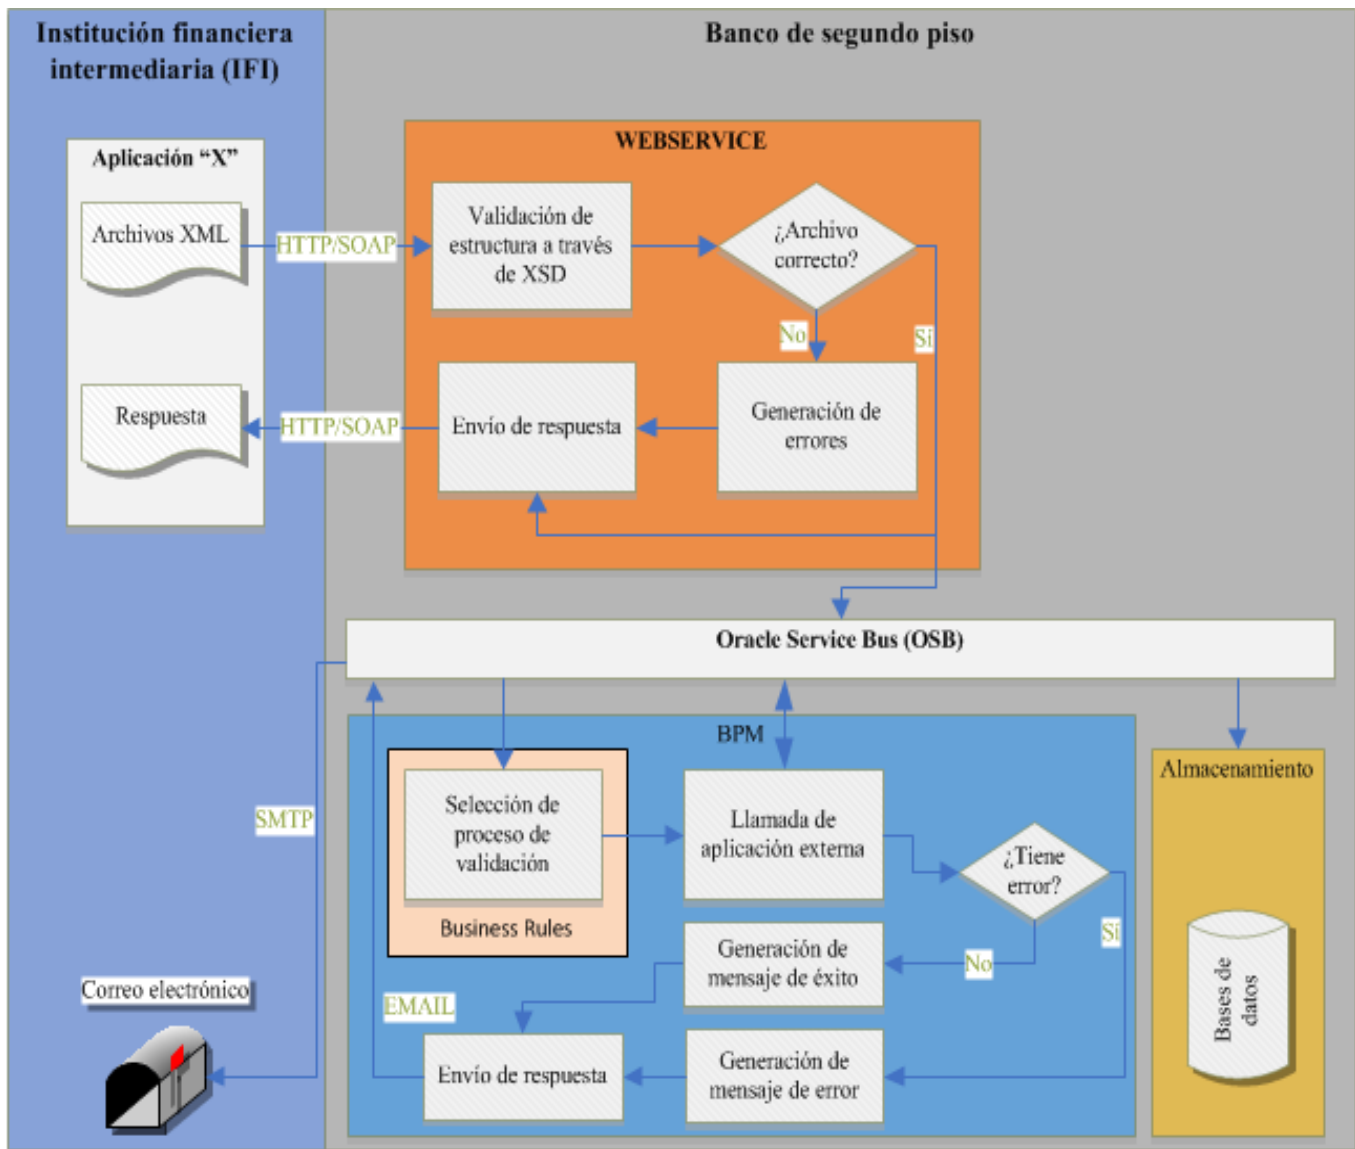 Institución financiera
intermediaria (IFI)
Banco de segundo piso
Aplicación “X”
Archivos XML
Respuesta
HTTP/SOAP
HTTP/SOAP
WEBSERVICE
Validación de
estructura a través
de XSD
¿Archivo
correcto?
No
Sí
Envío de respuesta
Generación de
errores
Oracle Service Bus (OSB)
SMTP
BPM
Selección de
proceso de
validación
Business Rules
Llamada de
aplicación externa
¿Tiene
error?
Sí
No
Generación de
mensaje de éxito
EMAIL
Envío de respuesta
Generación de
mensaje de error
Almacenamiento
Bases de
datos
Correo electrónico